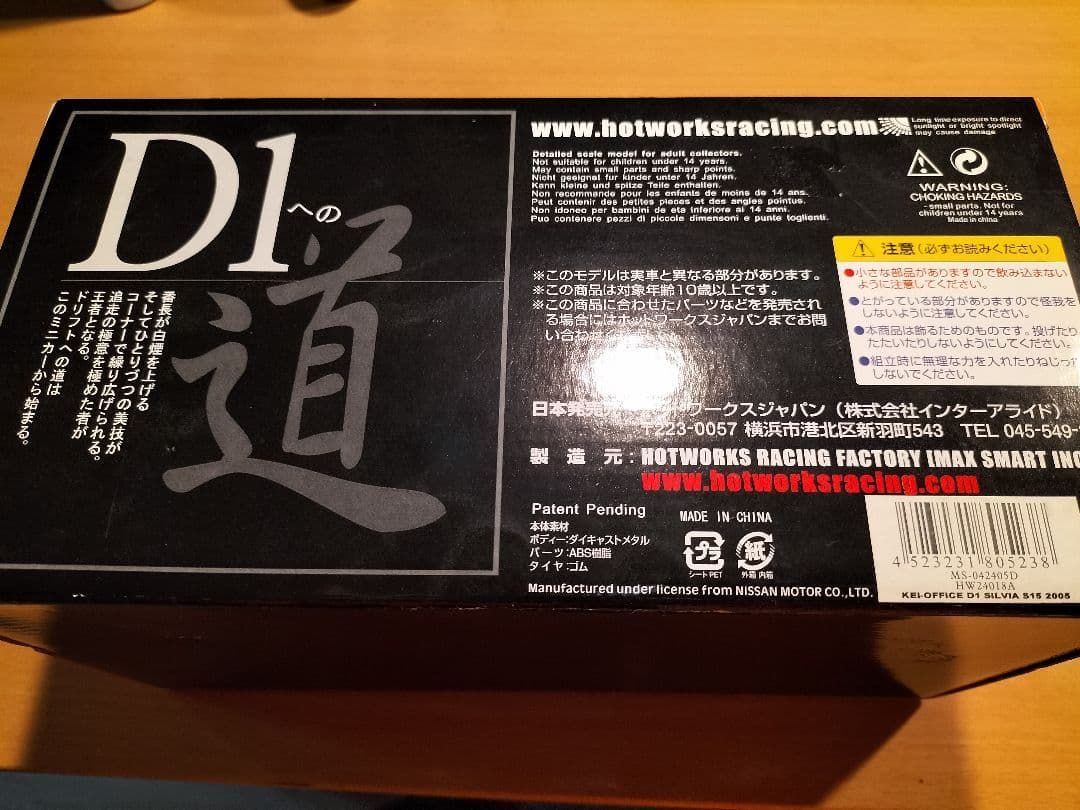 D1への道
番長が白煙を上げる
そしてひとりづつの美技が
コーナーで繰り広げられる。
追走の極意を極めた者が
王者となる。
ドリフトへの道は
このミニカーから始まる。
www.hotworksracing.com
Long time exposure to direct
sunlight or bright spotlight
may cause damage
Detailed scale model for adult collectors.
Not suitable for children under 14 years.
May contain small parts and sharp points.
Nicht geeignet fur kinder unter 14 Jahren.
Kann kleine und spitze Teile enthalten.
Non recommende pour les enfants de moins de 14 ans.
Peut contenir des petites pieces et des angles pointus.
Non idoneo per bambini de eta inferiore ai 14 anni.
Puo contenere pezzi di piccole dimensoni e punte toglienti.
WARNING:
CHOKING HAZARDS
-small parts. Not for
children under 14 years
Made in china
※このモデルは実車と異なる部分があります。
※この商品は対象年齢10歳以上です。
※この商品に合わせたパーツなどを発売され
る場合にはホットワークスジャパンまでお問
い合わせ
注意(必ずお読みください)
●小さな部品がありますので飲み込まない
ように注意してください。
●とがっている部分がありますので怪我を
しないように注意してください。
●本商品は飾るためのものです。投げたり
たたいたりしないようにしてください。
●組立時に無理な力を入れたりねじっ
しないでください。
日本発売元
ワークスジャパン(株式会社インターアライド)
〒223-0057 横浜市港北区新羽町543 TEL 045-549-
製造元:HOTWORKS RACING FACTORY [MAX SMART INC
www.hotworksracing.com
Patent Pending
MADE IN CHINA
本体素材
ボディー:ダイキャストメタル
パーツ:ABS樹脂
タイヤ:ゴム
プラ
シートPET
紙
外箱 内箱
Manufactured under license from NISSAN MOTOR CO.,LTD.
4 523231 805238
MS-042405D
HW24018A
KEI-OFFICE D1 SILVIA S15 2005